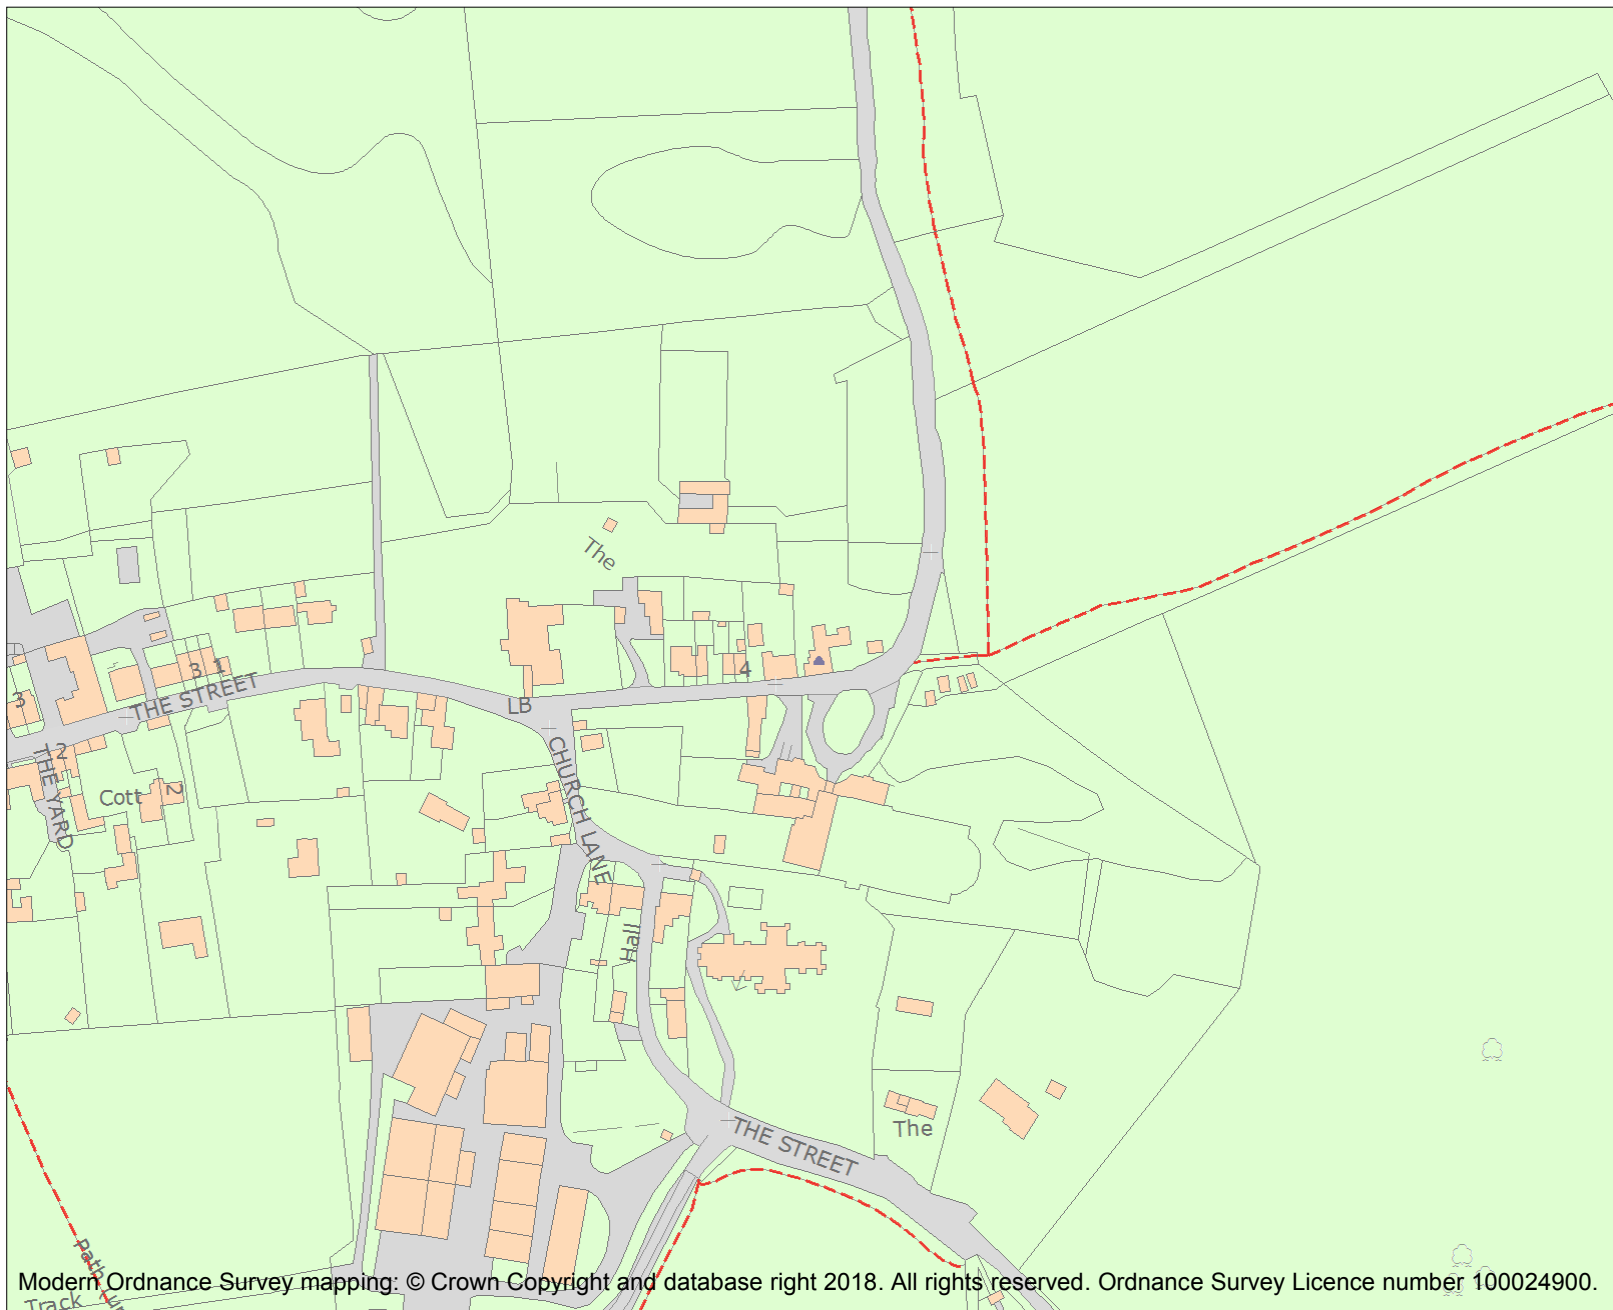 The
4
3 1
THE STREET
3
LB
2
THE YARD
Cott
2
CHURCH LANE
Hall
THE STREET
The
Path (um
Track
Modern Ordnance Survey mapping: © Crown Copyright and database right 2018. All rights reserved. Ordnance Survey Licence number 100024900.